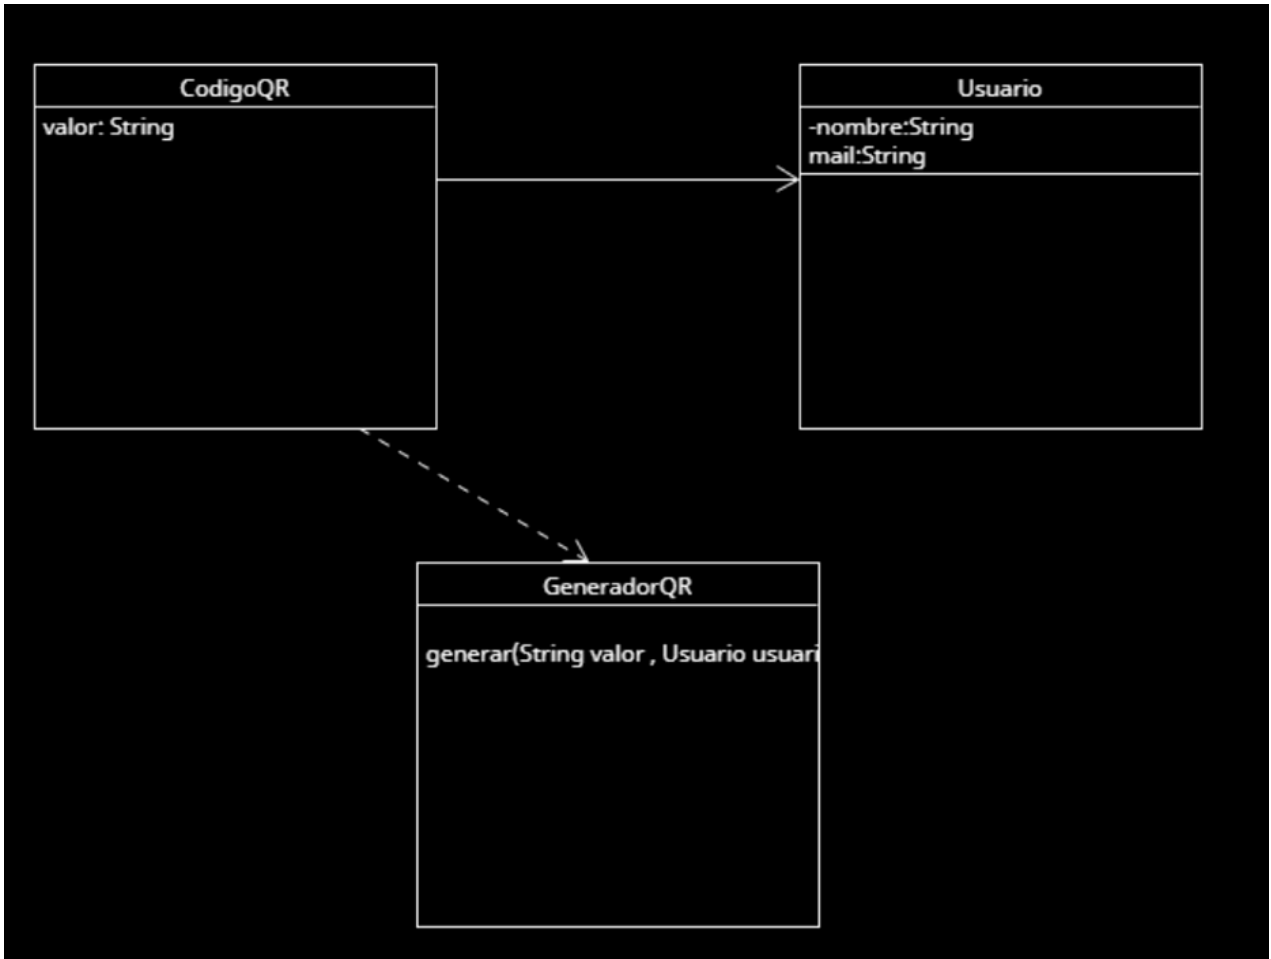 CodigoQR
valor: String
Usuario
-nombre:String
mail:String
GeneradorQR
generar(String valor , Usuario usuari